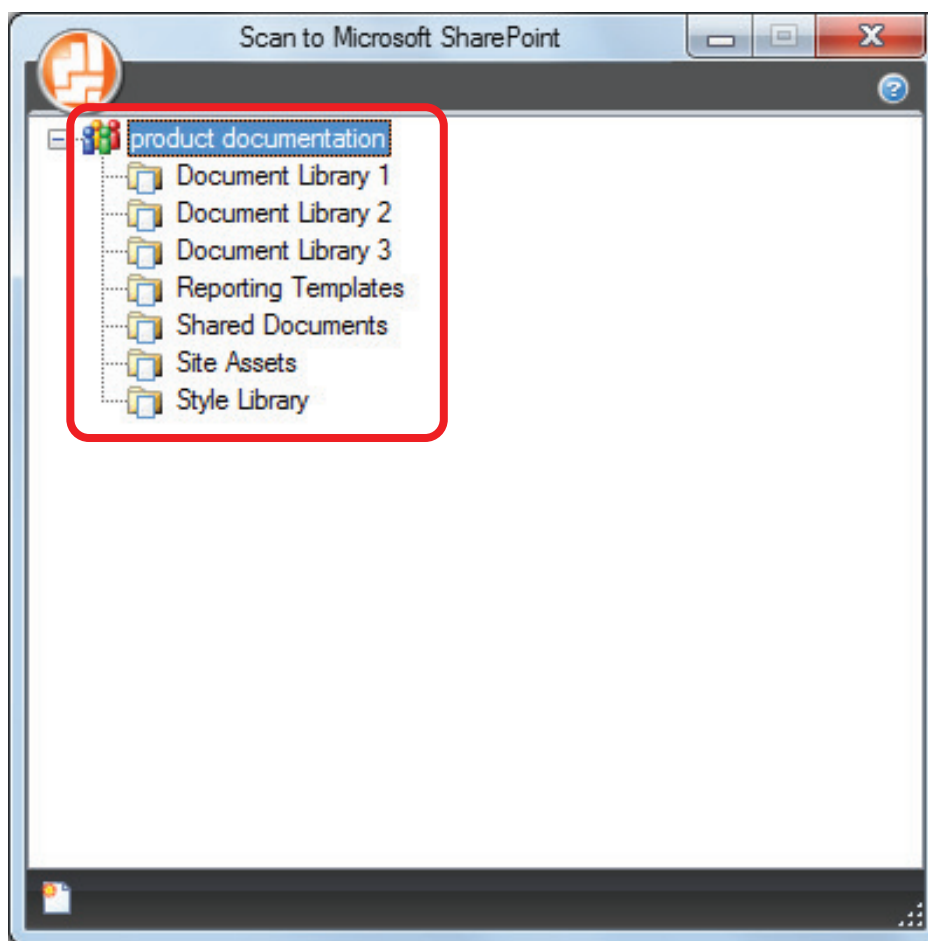 Scan to Microsoft SharePoint
product documentation
Document Library 1
Document Library 2
Document Library 3
Reporting Templates
Shared Documents
Site Assets
Style Library